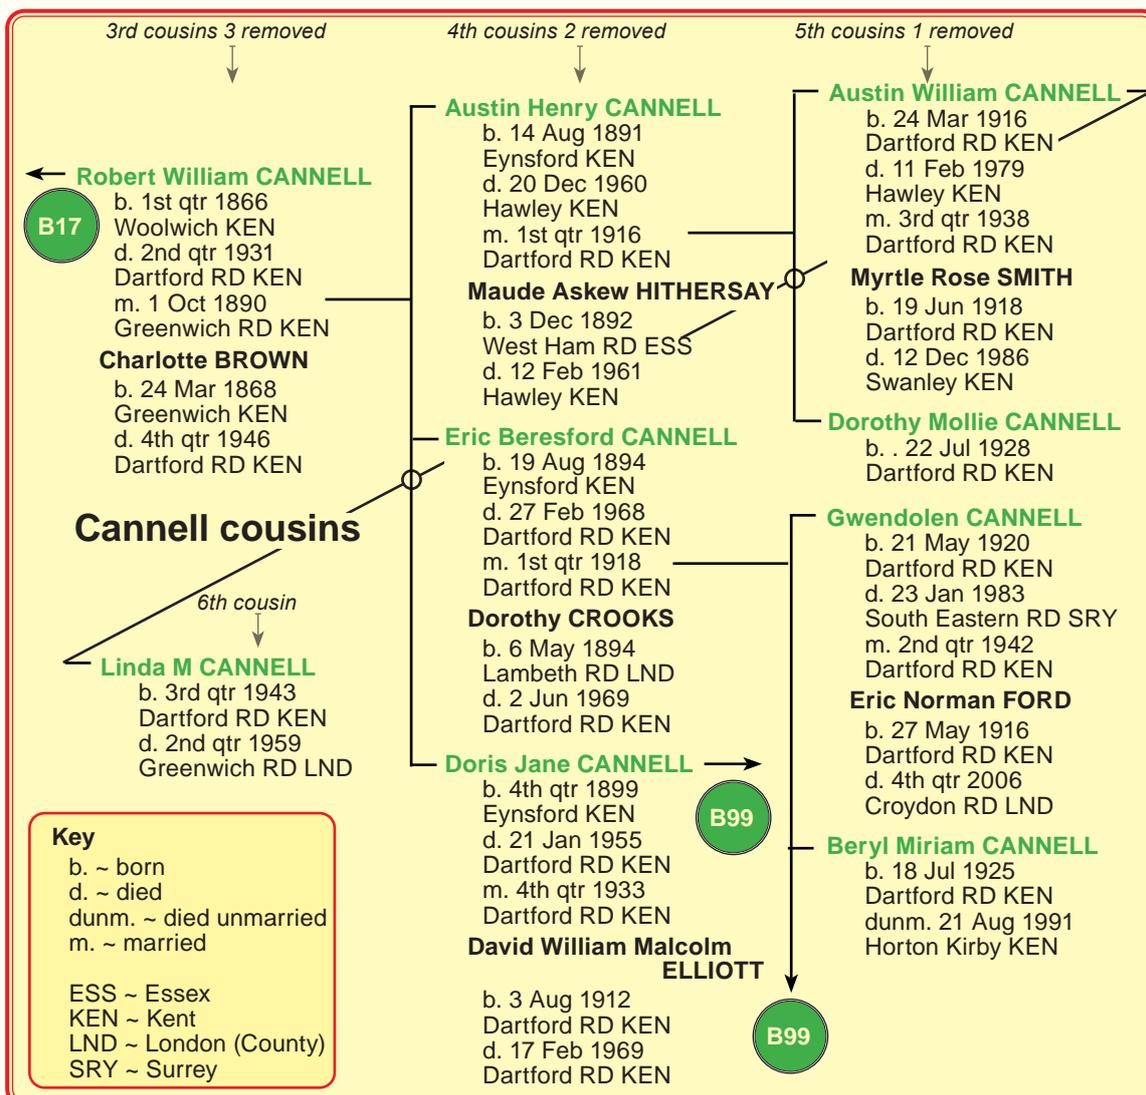 3rd cousins 3 removed
Robert William CANNELL
B17
b. 1st qtr 1866
Woolwich KEN
d. 2nd qtr 1931
Dartford RD KEN
m. 1 Oct 1890
Greenwich RD KEN
Charlotte BROWN
b. 24 Mar 1868
Greenwich KEN
d. 4th qtr 1946
Dartford RD KEN
Cannell cousins
6th cousin
Linda M CANNELL
b. 3rd qtr 1943
Dartford RD KEN
d. 2nd qtr 1959
Greenwich RD LND
Key
b. ~ born
d. ~ died
dunm. ~ died unmarried
m. ~ married
ESS ~ Essex
KEN ~ Kent
LND ~ London (County)
SRY ~ Surrey
4th cousins 2 removed
Austin Henry CANNELL
b. 14 Aug 1891
Eynsford KEN
d. 20 Dec 1960
Hawley KEN
m. 1st qtr 1916
Dartford RD KEN
Maude Askew HITHERSAY
b. 3 Dec 1892
West Ham RD ESS
d. 12 Feb 1961
Hawley KEN
Eric Beresford CANNELL
b. 19 Aug 1894
Eynsford KEN
d. 27 Feb 1968
Dartford RD KEN
m. 1st qtr 1918
Dartford RD KEN
Dorothy CROOKS
b. 6 May 1894
Lambeth RD LND
d. 2 Jun 1969
Dartford RD KEN
Doris Jane CANNELL
B99
b. 4th qtr 1899
Eynsford KEN
d. 21 Jan 1955
Dartford RD KEN
m. 4th qtr 1933
Dartford RD KEN
David William Malcolm
ELLIOTT
b. 3 Aug 1912
Dartford RD KEN
d. 17 Feb 1969
Dartford RD KEN
5th cousins 1 removed
Austin William CANNELL
b. 24 Mar 1916
Dartford RD KEN
d. 11 Feb 1979
Hawley KEN
m. 3rd qtr 1938
Dartford RD KEN
Myrtle Rose SMITH
b. 19 Jun 1918
Dartford RD KEN
d. 12 Dec 1986
Swanley KEN
Dorothy Mollie CANNELL
b. . 22 Jul 1928
Dartford RD KEN
Gwendolen CANNELL
b. 21 May 1920
Dartford RD KEN
d. 23 Jan 1983
South Eastern RD SRY
m. 2nd qtr 1942
Dartford RD KEN
Eric Norman FORD
b. 27 May 1916
Dartford RD KEN
d. 4th qtr 2006
Croydon RD LND
Beryl Miriam CANNELL
b. 18 Jul 1925
Dartford RD KEN
dunm. 21 Aug 1991
Horton Kirby KEN
B99